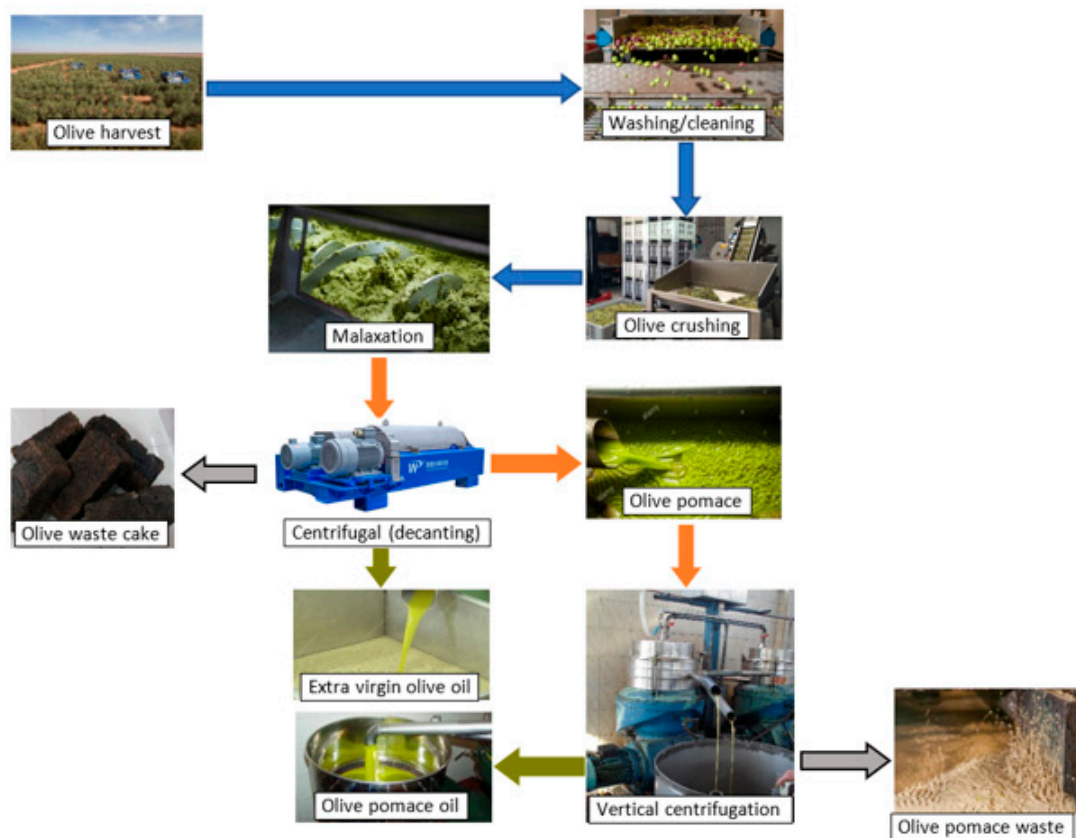 Olive harvest
Washing/cleaning
Malaxation
Olive crushing
Olive waste cake
Centrifugal (decanting)
Olive pomace
Extra virgin olive oil
Olive pomace oil
Vertical centrifugation
Olive pomace waste